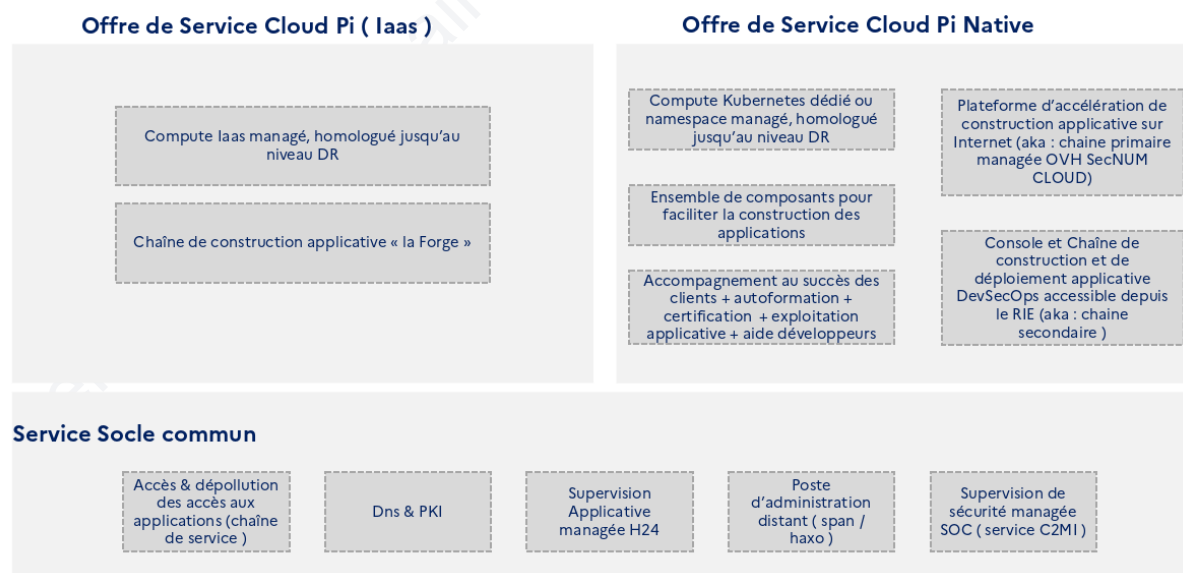 Offre de Service Cloud Pi ( Iaas )
Offre de Service Cloud Pi Native
Compute Iaas managé, homologué jusqu'au
niveau DR
Chaîne de construction applicative « la Forge »
Compute Kubernetes dédié ou
namespace managé, homologué
jusqu'au niveau DR
Ensemble de composants pour
faciliter la construction des
applications
Accompagnement au succès des
clients + autoformation +
certification + exploitation
applicative + aide développeurs
Plateforme d'accélération de
construction applicative sur
Internet (aka : chaine primaire
managée OVH SecNUM
CLOUD)
Console et Chaîne de
construction et de
déploiement applicative
DevSecOps accessible depuis
le RIE (aka : chaine
secondaire )
Service Socle commun
Accès & dépollution
des accès aux
applications (chaîne
de service )
Dns & PKI
Supervision
Applicative
managée H24
Poste
d'administration
distant ( span /
haxo )
Supervision de
sécurité managée
SOC ( service C2MI )